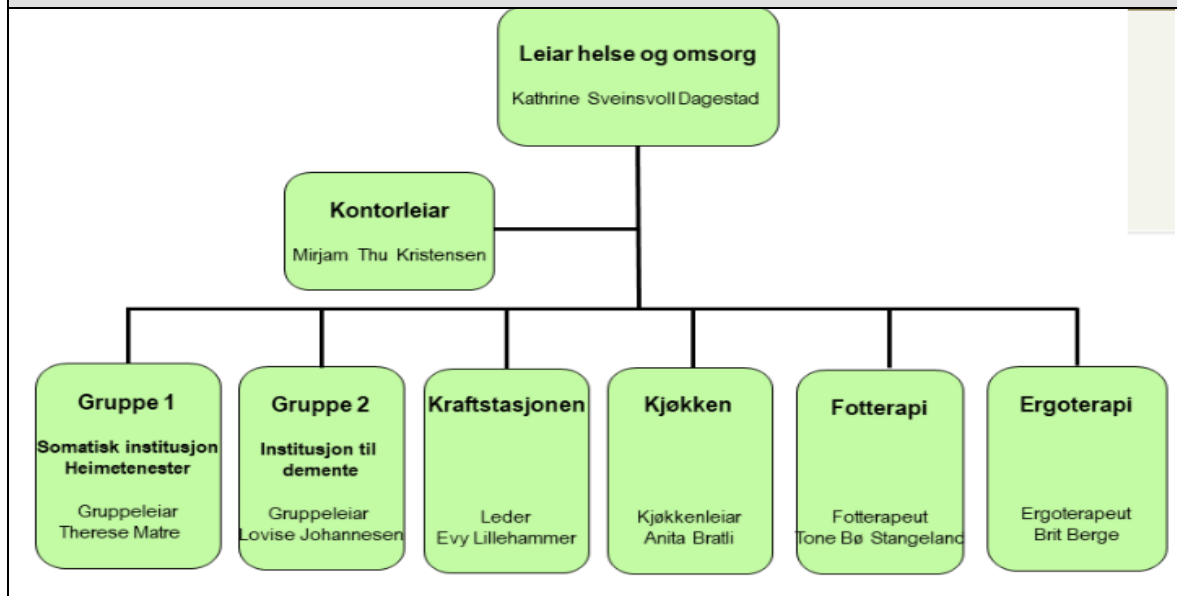 Leiar helse og omsorg
Kathrine Sveinsvoll Dagestad
Kontorleiar
Mirjam Thu Kristensen
Gruppe 1
Somatisk institusjon
Heimetenester
Gruppeleiar
Therese Matre
Gruppe 2
Institusjon til
demente
Gruppeleiar
Lovise Johannesen
Kraftstasjonen
Leder
Evy Lillehammer
Kjøkken
Kjøkkenleiar
Anita Bratli
Fotterapi
Fotterapeut
Tone Bø Stangeland
Ergoterapi
Ergoterapeut
Brit Berge